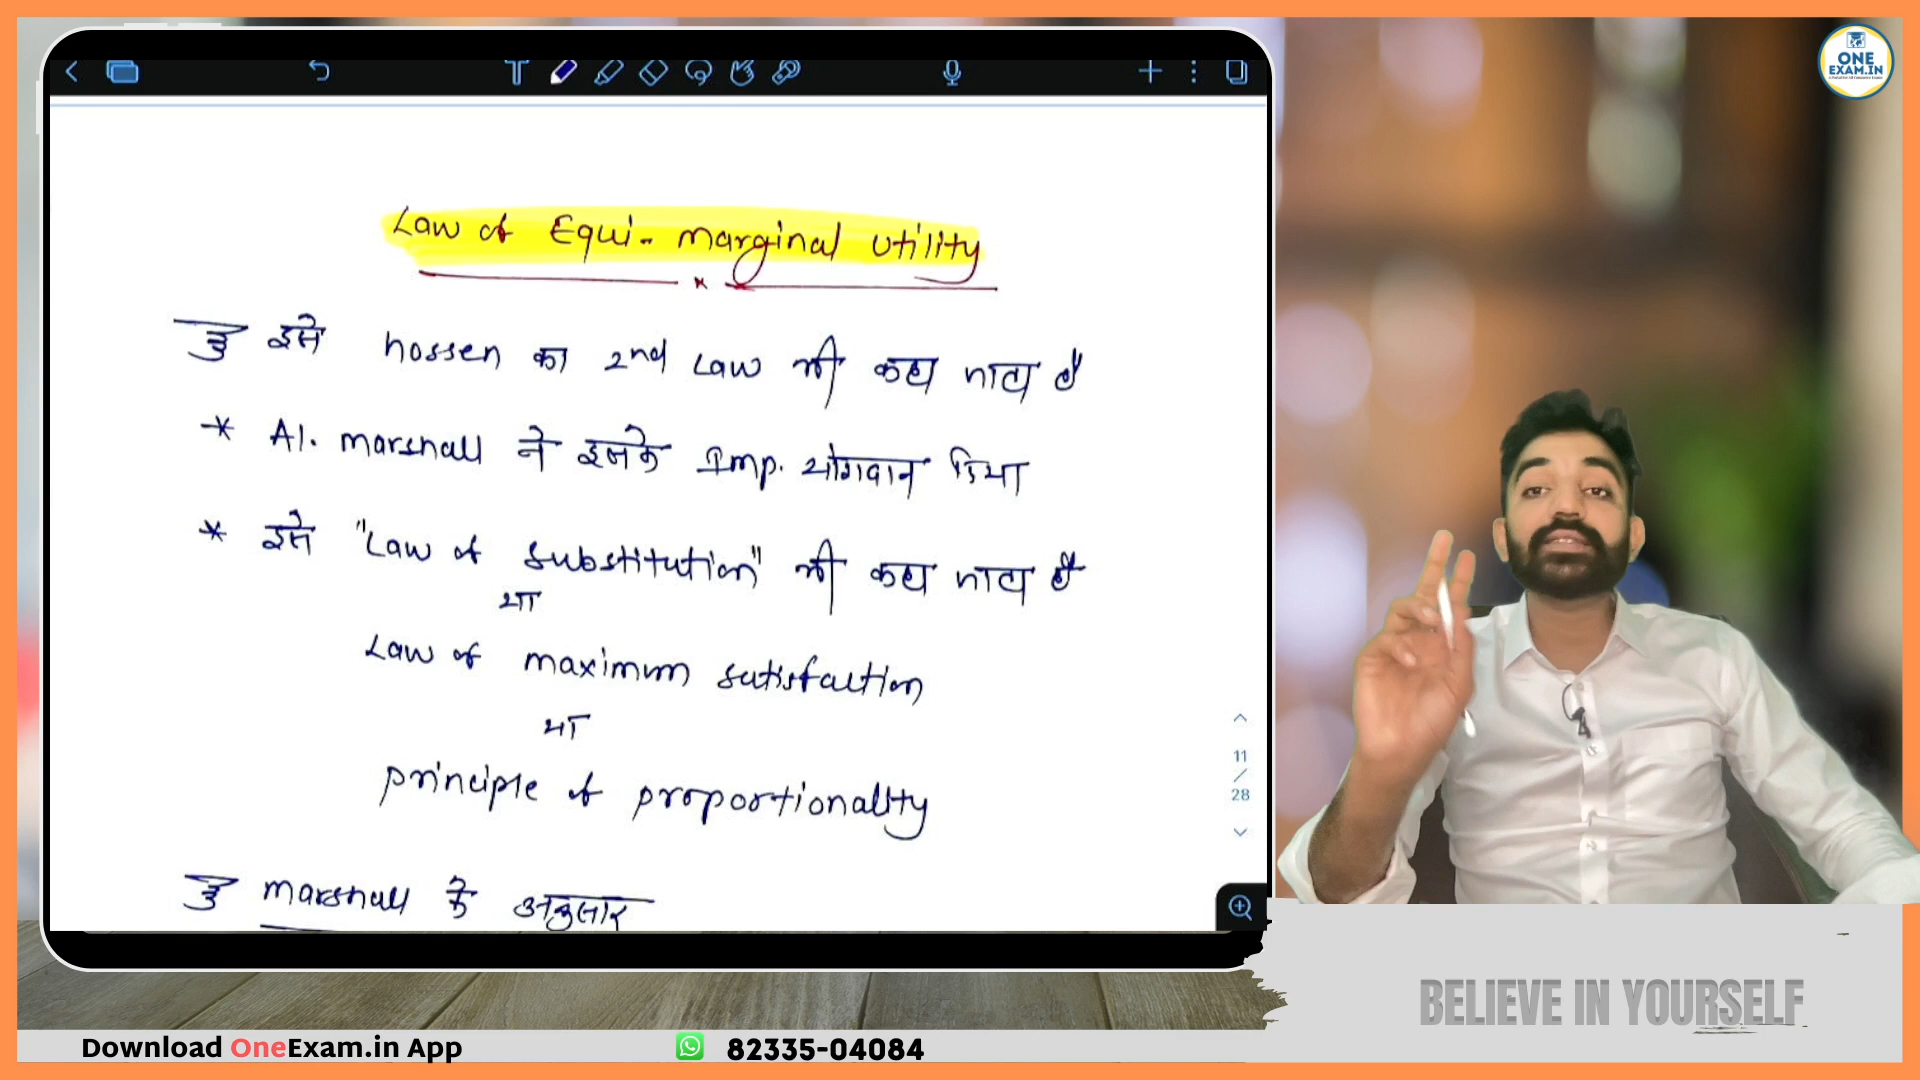 Law of Equi-marginal Utility
इसे hossen का 2nd Law भी कहा जाता है
* Al. marshall ने इसके Imp. योगदान दिया
* इसे "Law of substitution" भी कहा जाता है
या
Law of maximum satisfaction
या
principle of proportionality
marshall के अनुसार
11
/
28
ONE
EXAM.IN
BELIEVE IN YOURSELF
Download OneExam.in App
82335-04084